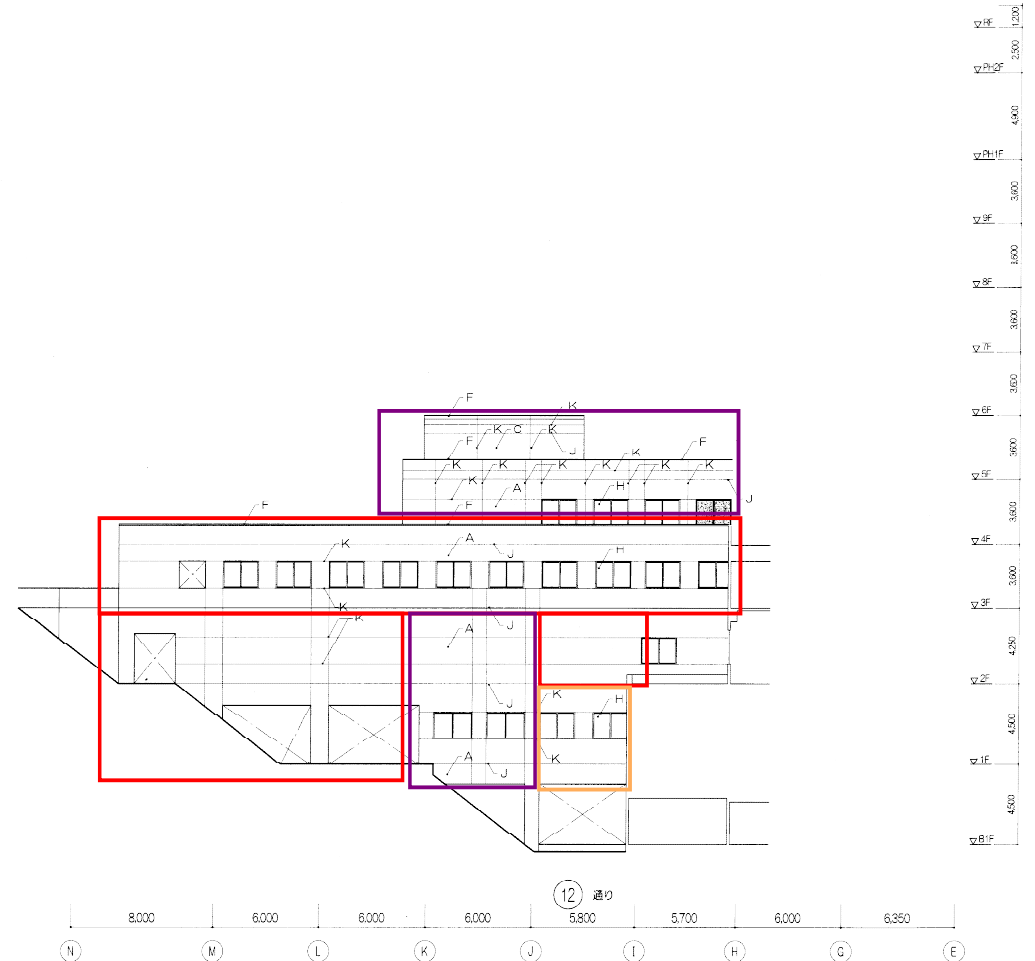 1,200
▽RF
2,500
▽PH2F
4,900
▽PH1F
3,600
▽9F
3,600
▽8F
3,600
▽7F
3,600
▽6F
F
K
K C K
J
F F
3,600
K K K K K K
▽5F
K A H J
F F
3,600
▽4F
K A J H
3,600
K
▽3F
K J
A
4,250
J
▽2F
K H
4,500
K
A J
▽1F
4,500
▽B1F
12 通り
8,000 6,000 6,000 6,000 5,800 5,700 6,000 6,350
N M L K J I H G E